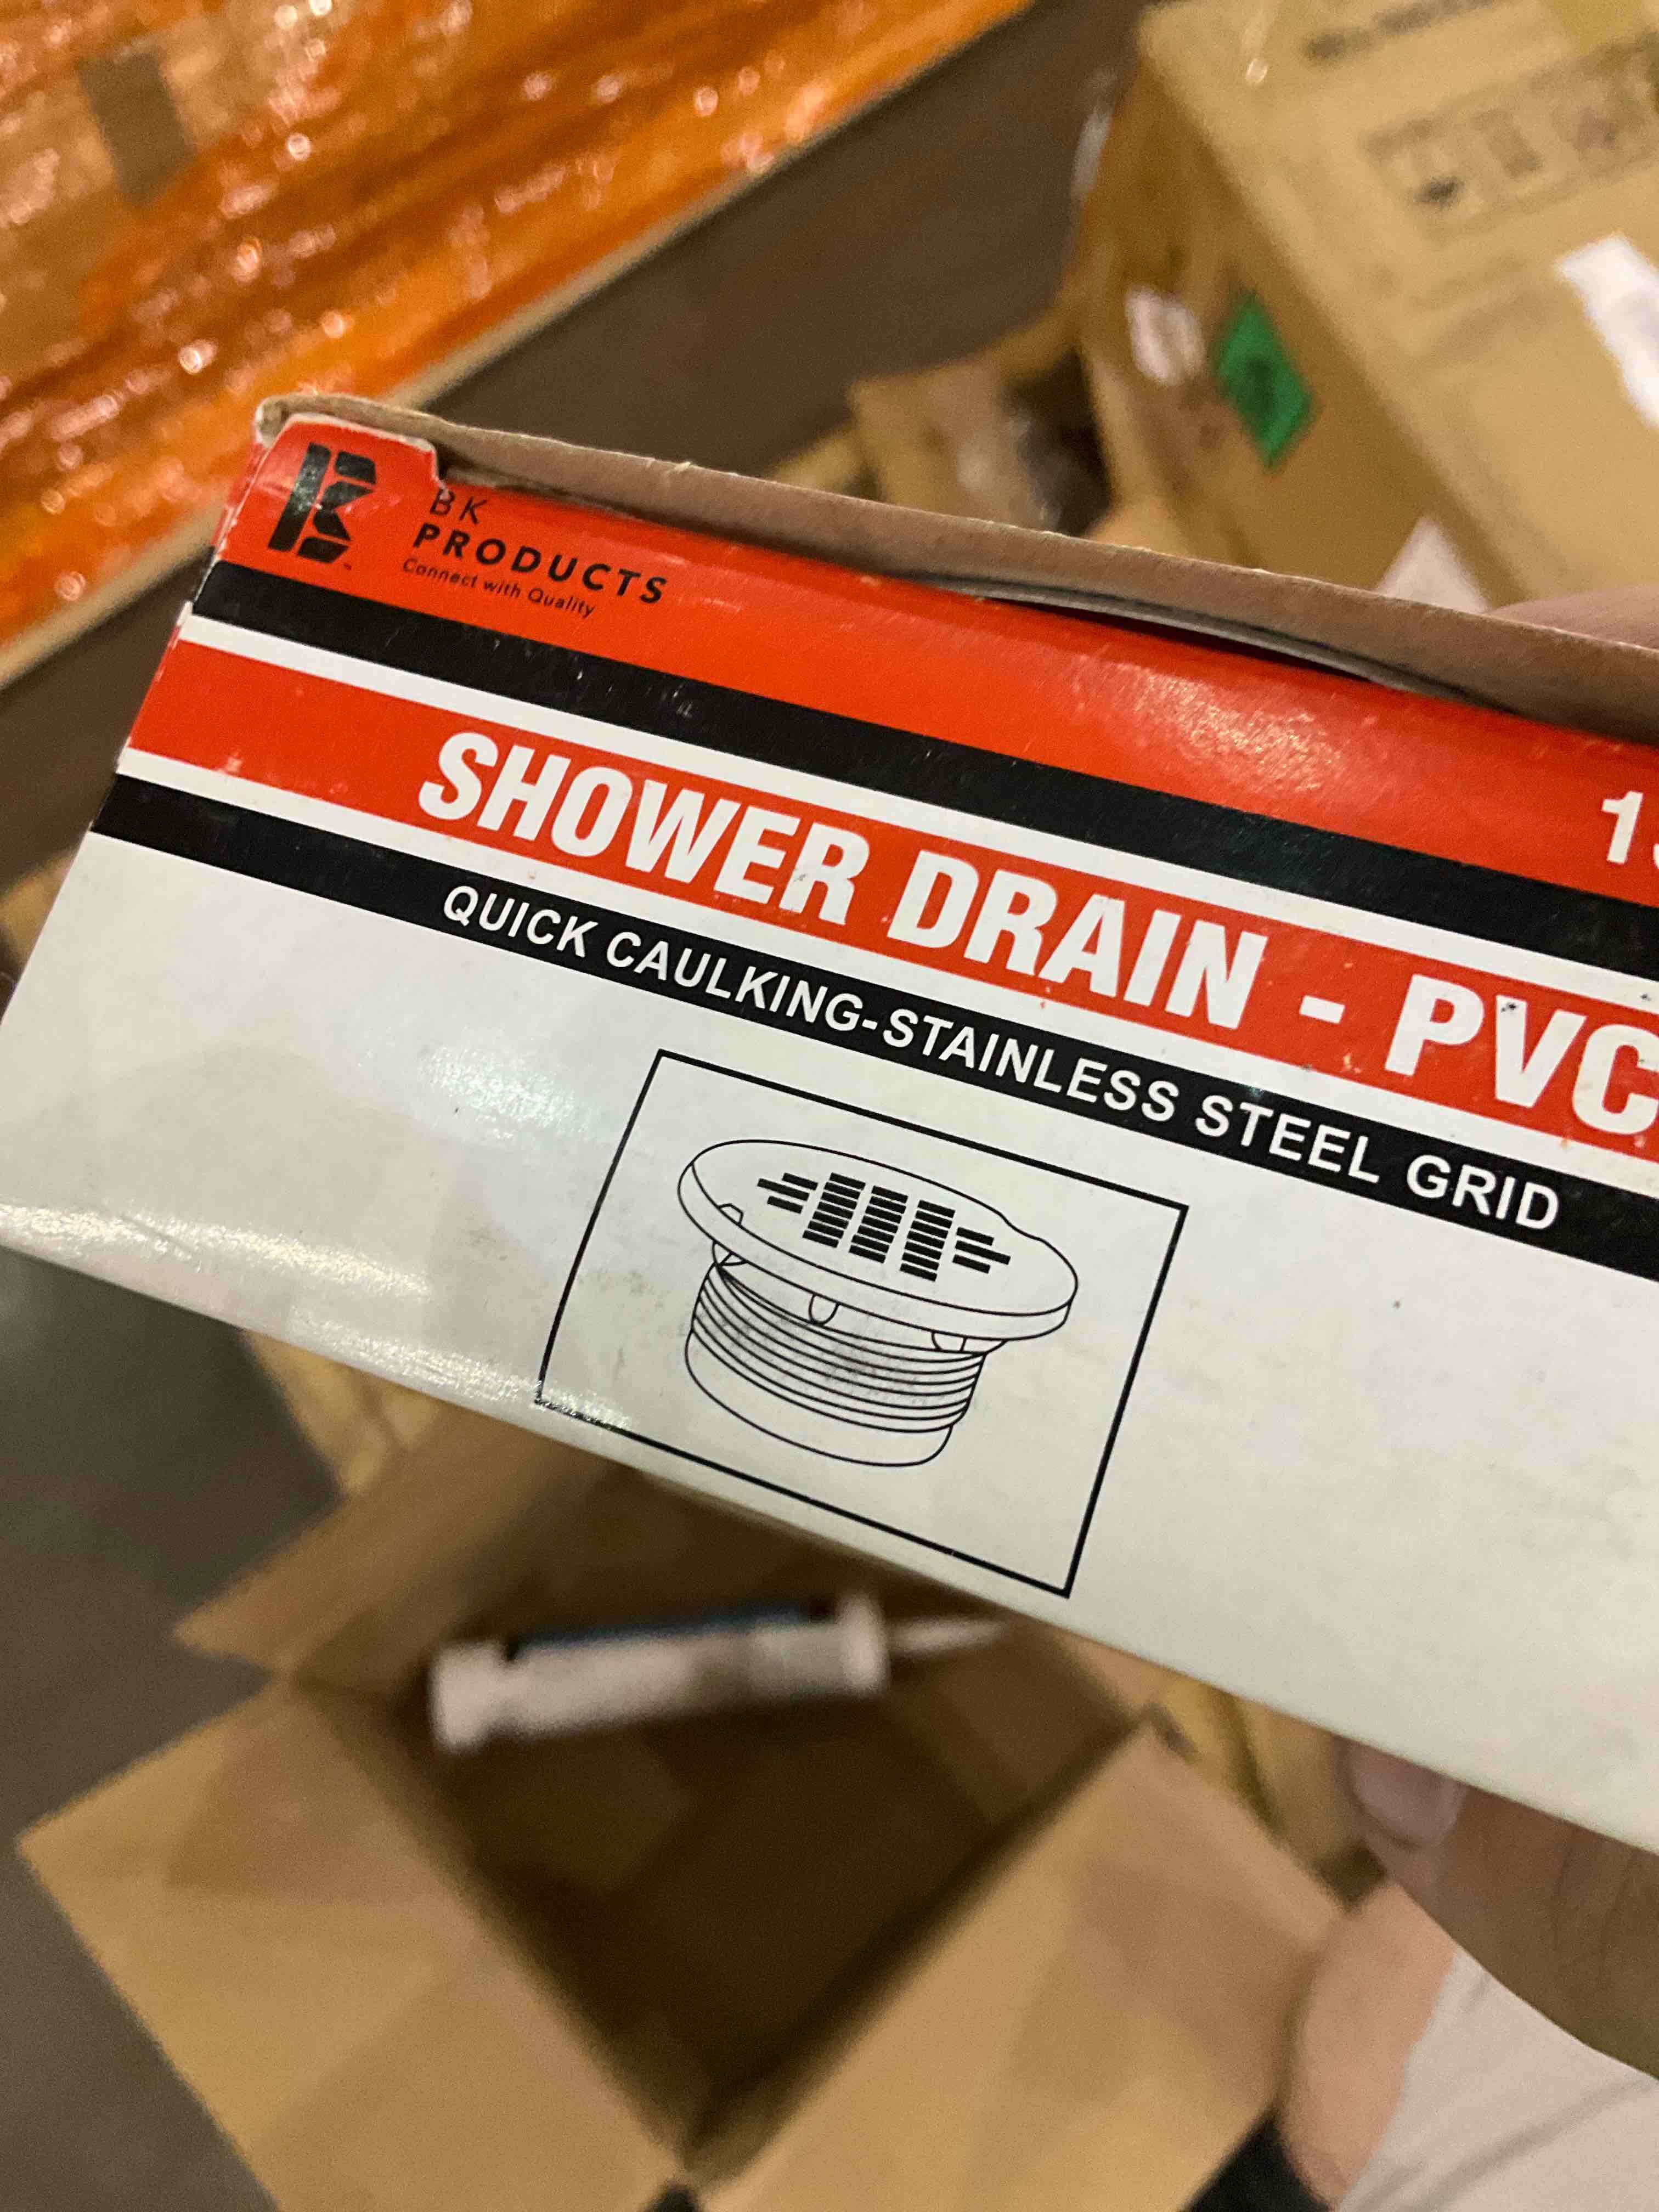 BK
PRODUCTS
Connect with Quality
SHOWER DRAIN - PVC
QUICK CAULKING-STAINLESS STEEL GRID